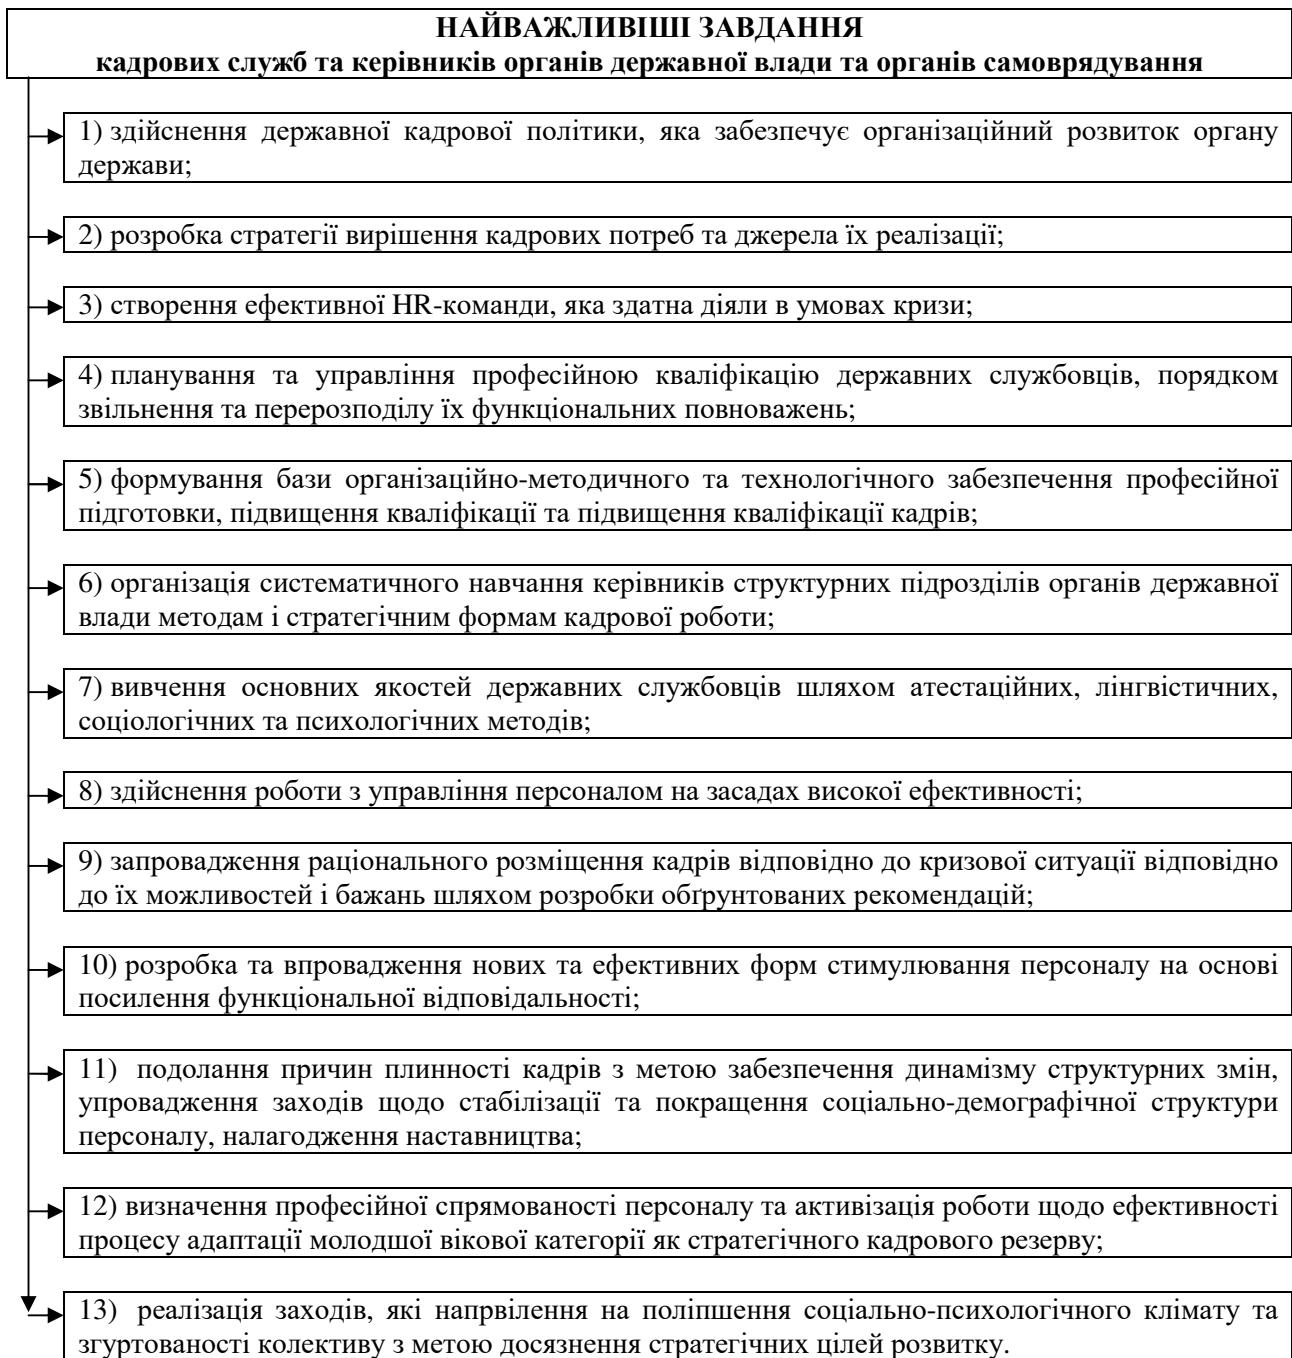 НАЙВАЖЛИВІШІ ЗАВДАННЯ
кадрових служб та керівників органів державної влади та органів самоврядування
1) здійснення державної кадрової політики, яка забезпечує організаційний розвиток органу
держави;
2) розробка стратегії вирішення кадрових потреб та джерела їх реалізації;
3) створення ефективної HR-команди, яка здатна діяли в умовах кризи;
4) планування та управління професійною кваліфікацію державних службовців, порядком
звільнення та перерозподілу їх функціональних повноважень;
5) формування бази організаційно-методичного та технологічного забезпечення професійної
підготовки, підвищення кваліфікації та підвищення кваліфікації кадрів;
6) організація систематичного навчання керівників структурних підрозділів органів державної
влади методам і стратегічним формам кадрової роботи;
7) вивчення основних якостей державних службовців шляхом атестаційних, лінгвістичних,
соціологічних та психологічних методів;
8) здійснення роботи з управління персоналом на засадах високої ефективності;
9) запровадження раціонального розміщення кадрів відповідно до кризової ситуації відповідно
до їх можливостей і бажань шляхом розробки обґрунтованих рекомендацій;
10) розробка та впровадження нових та ефективних форм стимулювання персоналу на основі
посилення функціональної відповідальності;
11) подолання причин плинності кадрів з метою забезпечення динамізму структурних змін,
упровадження заходів щодо стабілізації та покращення соціально-демографічної структури
персоналу, налагодження наставництва;
12) визначення професійної спрямованості персоналу та активізація роботи щодо ефективності
процесу адаптації молодшої вікової категорії як стратегічного кадрового резерву;
13) реалізація заходів, які напрвілення на поліпшення соціально-психологічного клімату та
згуртованості колективу з метою досязнення стратегічних цілей розвитку.